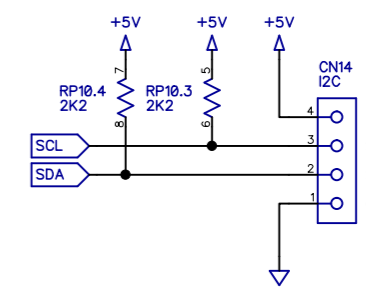 +5V +5V +5V
CN14
I2C
7 5
RP10.4 RP10.3
2K2 2K2
4
8 6
SCL 3
SDA 2
1